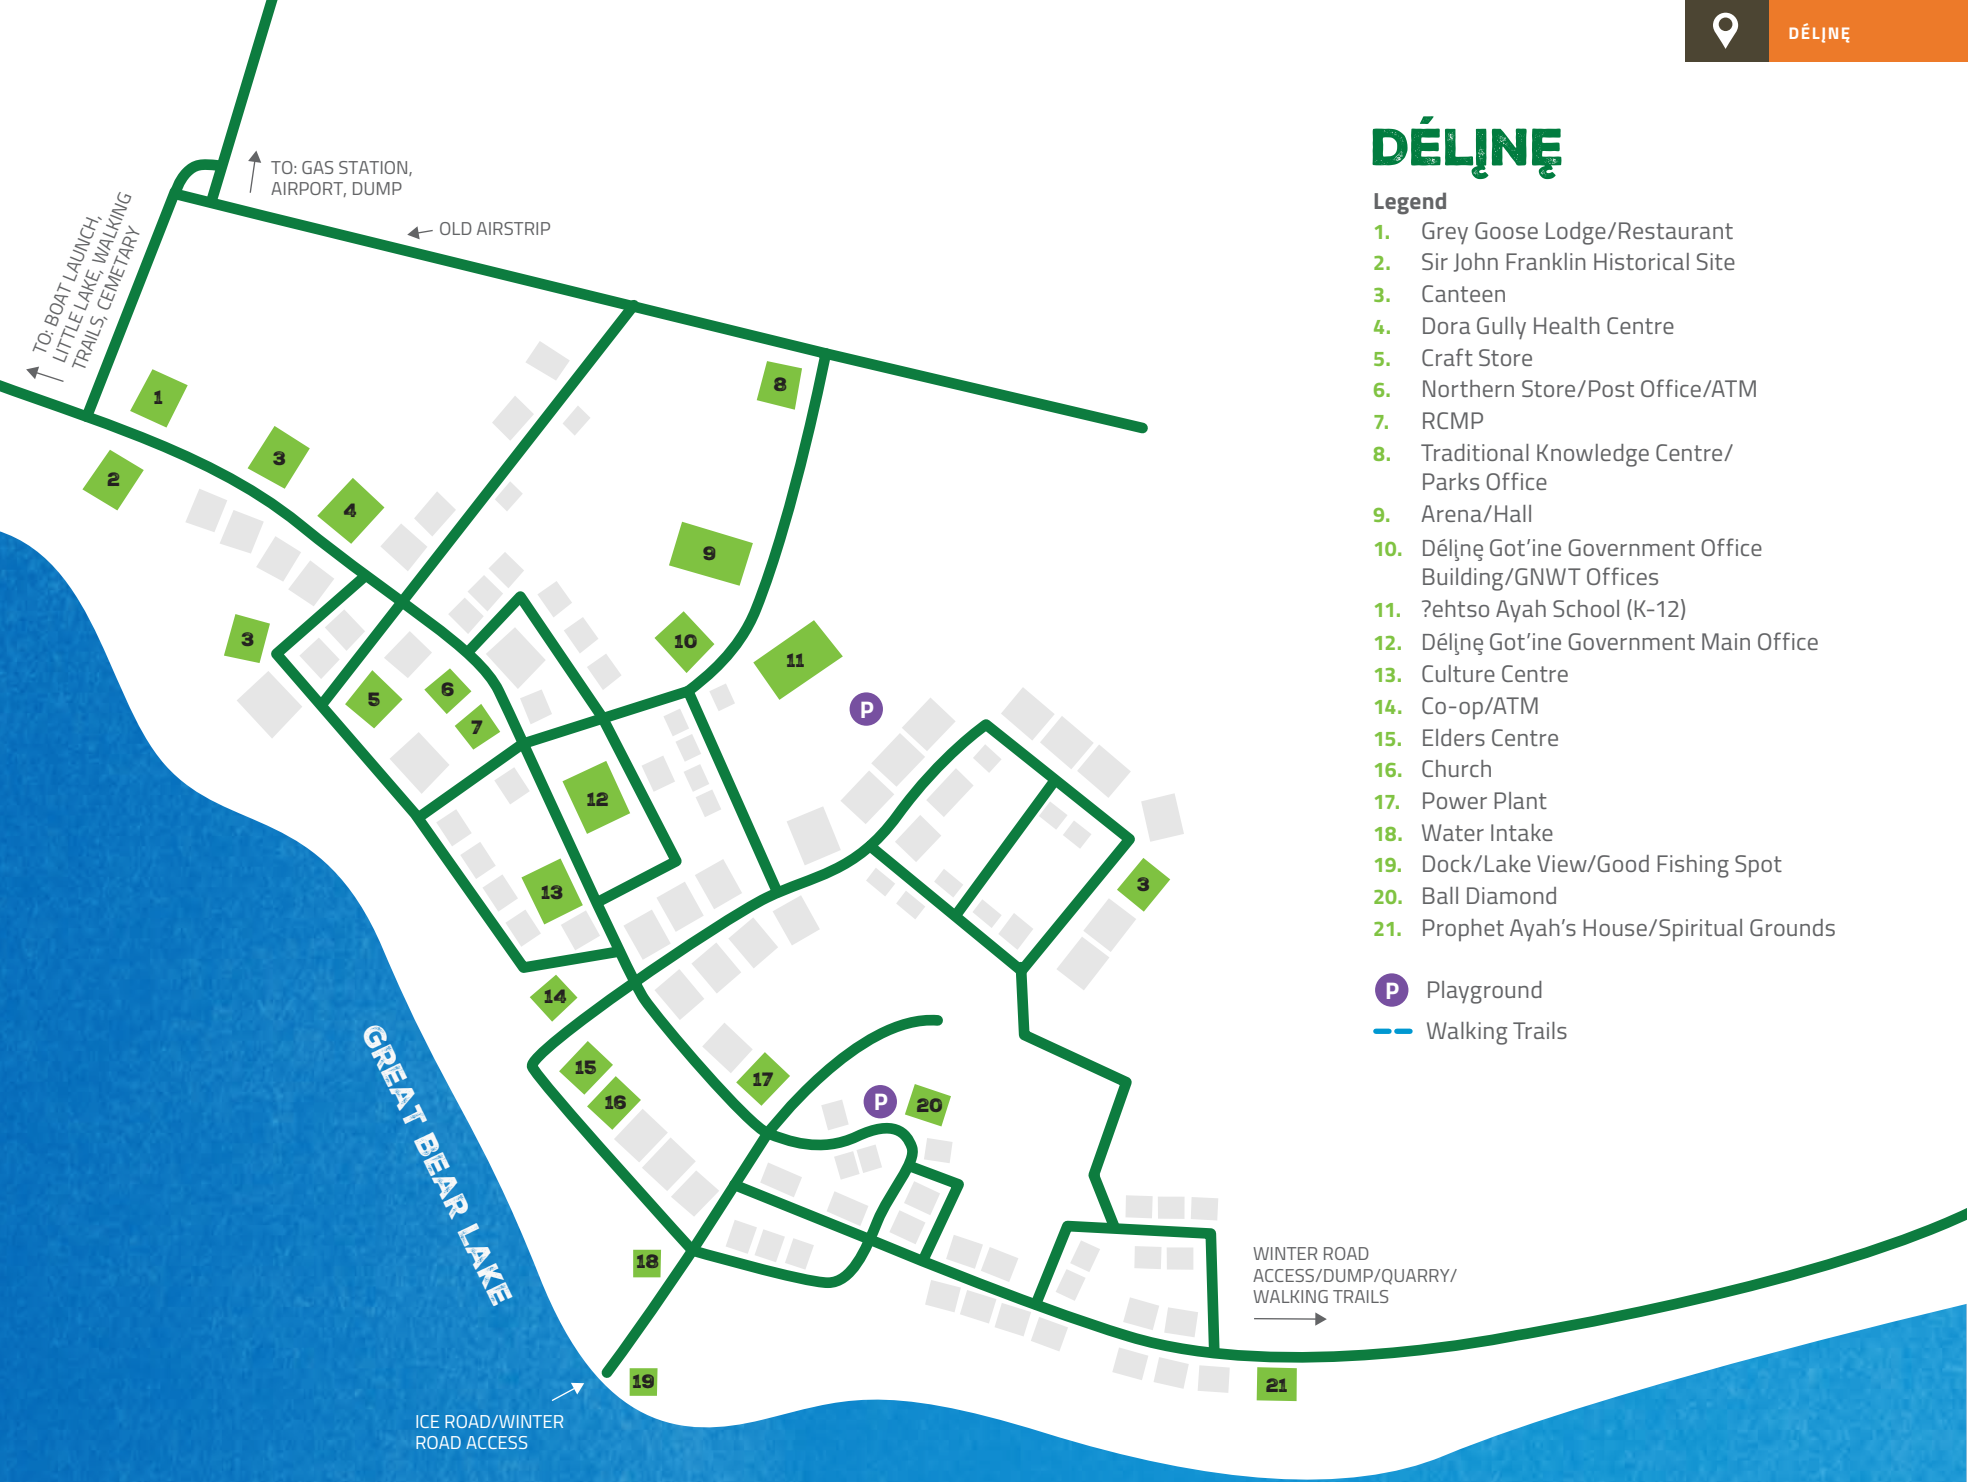 DÉLĮNĘ
TO: GAS STATION,
AIRPORT, DUMP
OLD AIRSTRIP
TO: BOAT LAUNCH,
LITTLE LAKE, WALKING
TRAILS, CEMETARY
1
2
3
4
8
9
3
10
11
5
6
7
P
12
13
3
14
15
16
17
P
20
18
19
21
GREAT BEAR LAKE
ICE ROAD/WINTER
ROAD ACCESS
WINTER ROAD
ACCESS/DUMP/QUARRY/
WALKING TRAILS
DÉLĮNĘ
Legend
1. Grey Goose Lodge/Restaurant
2. Sir John Franklin Historical Site
3. Canteen
4. Dora Gully Health Centre
5. Craft Store
6. Northern Store/Post Office/ATM
7. RCMP
8. Traditional Knowledge Centre/
Parks Office
9. Arena/Hall
10. Délįnę Got’ine Government Office
Building/GNWT Offices
11. ?ehtso Ayah School (K-12)
12. Délįnę Got’ine Government Main Office
13. Culture Centre
14. Co-op/ATM
15. Elders Centre
16. Church
17. Power Plant
18. Water Intake
19. Dock/Lake View/Good Fishing Spot
20. Ball Diamond
21. Prophet Ayah’s House/Spiritual Grounds
P Playground
Walking Trails